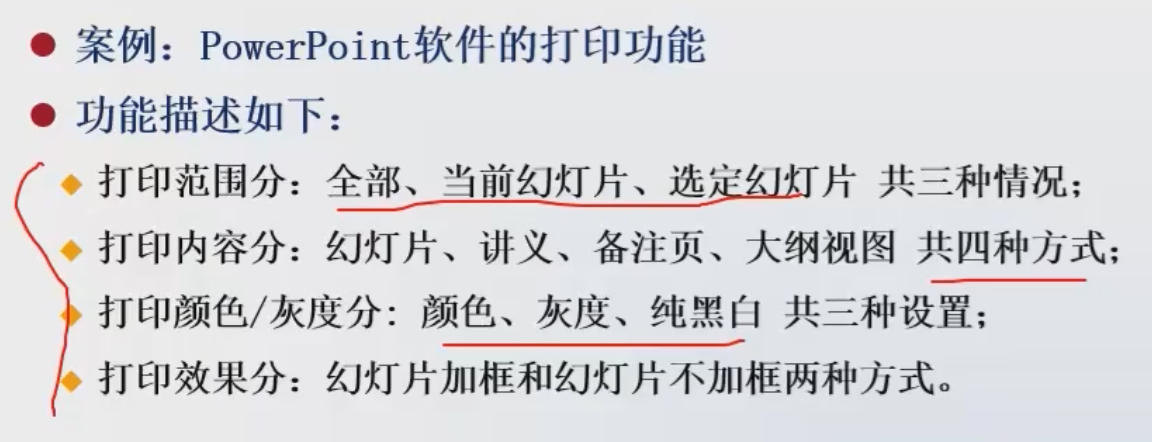 案例：PowerPoint软件的打印功能
功能描述如下：
打印范围分：全部、当前幻灯片、选定幻灯片 共三种情况；
打印内容分：幻灯片、讲义、备注页、大纲视图 共四种方式；
打印颜色/灰度分：颜色、灰度、纯黑白 共三种设置；
打印效果分：幻灯片加框和幻灯片不加框两种方式。